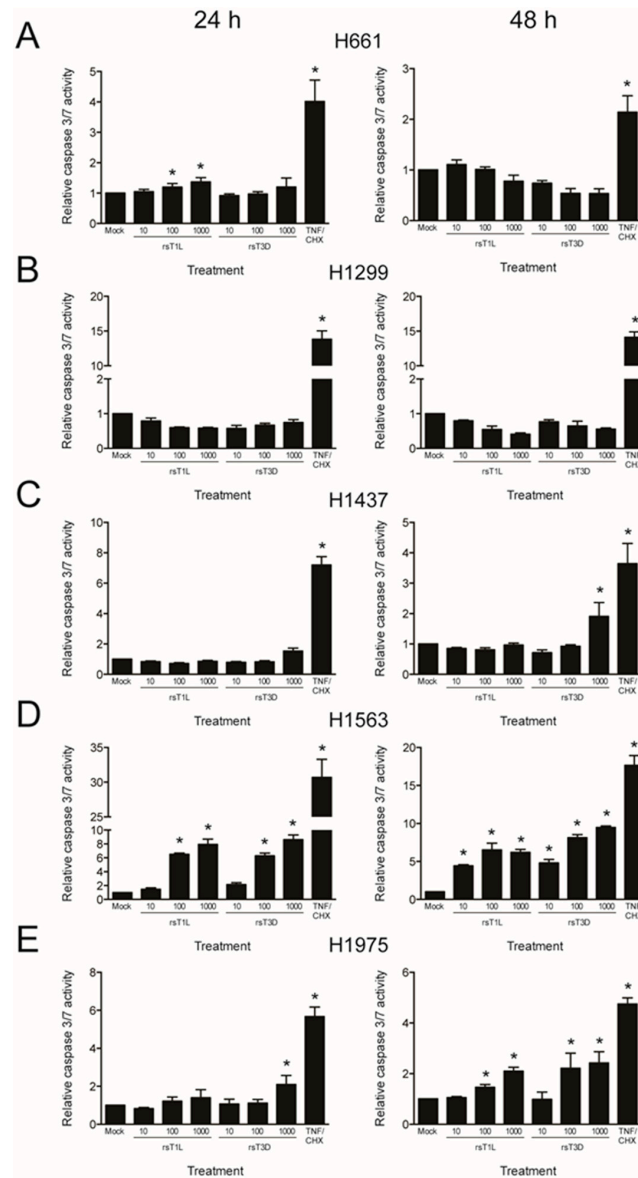 24 h 48 h
A H661
Relative caspase 3/7 activity
5
4
3
2
1
0
* * *
Mock 10 100 1000 10 100 1000 TNF/
CHX
rsT1L rsT3D
Treatment
Relative caspase 3/7 activity
3
2
1
0
*
Mock 10 100 1000 10 100 1000 TNF/
CHX
rsT1L rsT3D
Treatment
B H1299
Relative caspase 3/7 activity
20
15
10
2
1
0
*
Mock 10 100 1000 10 100 1000 TNF/
CHX
rsT1L rsT3D
Treatment
Relative caspase 3/7 activity
20
15
10
2
1
0
*
Mock 10 100 1000 10 100 1000 TNF
CHX
rsT1L rsT3D
Treatment
C H1437
Relative caspase 3/7 activity
10
8
6
4
2
0
*
Mock 10 100 1000 10 100 1000 TNF/
CHX
rsT1L rsT3D
Treatment
Relative caspase 3/7 activity
5
4
3
2
1
0
* *
Mock 10 100 1000 10 100 1000 TNF/
CHX
rsT1L rsT3D
Treatment
D H1563
Relative caspase 3/7 activity
35
30
25
10
8
6
4
2
0
* * * * *
Mock 10 100 1000 10 100 1000 TNF/
CHX
rsT1L rsT3D
Treatment
Relative caspase 3/7 activity
20
15
10
5
0
* * * * * * *
Mock 10 100 1000 10 100 1000 TNF
CHX
rsT1L rsT3D
Treatment
E H1975
Relative caspase 3/7 activity
8
6
4
2
0
* *
Mock 10 100 1000 10 100 1000 TNF/
CHX
rsT1L rsT3D
Treatment
Relative caspase 3/7 activity
6
4
2
0
* * * * *
Mock 10 100 1000 10 100 1000 TNF/
CHX
rsT1L rsT3D
Treatment